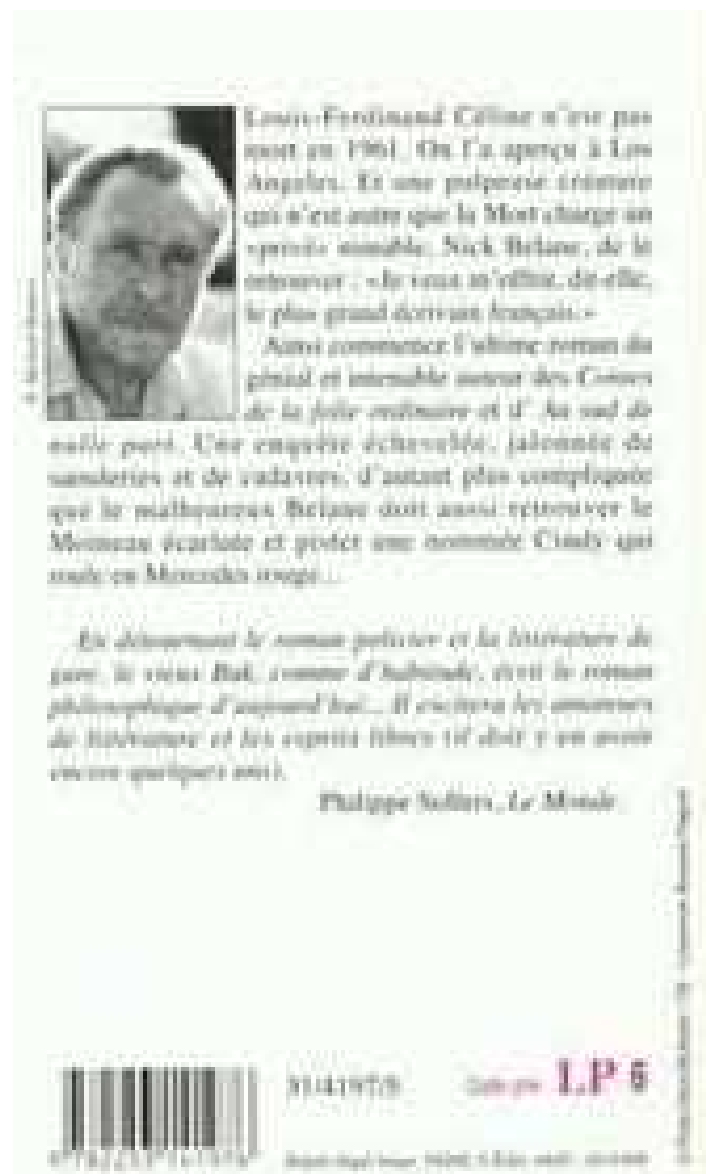 Louis-Ferdinand Céline n'est pas
mort en 1961. On l'a aperçu à Los
Angeles. Et une pulpeuse créature
qui n'est autre que la Mort charge un
«privé» minable, Nick Belane, de le
retrouver : «Je veux m'offrir, dit-elle,
le plus grand écrivain français.»
Ainsi commence l'ultime roman du
génial et intenable auteur des Contes
de la folie ordinaire et d'Au sud de
nulle part. Une enquête échevelée, jalonnée de
vanderies et de cadavres, d'autant plus compliquée
que le malheureux Belane doit aussi retrouver le
Moineau écarlate et pister une nommée Cindy qui
roule en Mercedes rouge...
En détournant le roman policier et la littérature de
gare, le vieux Buk, comme d'habitude, écrit le roman
philosophique d'aujourd'hui... Il excitera les amateurs
de littérature et les esprits libres (il doit y en avoir
encore quelques uns).
Philippe Sollers, Le Monde.
31/4197/8
Code prix LP 6